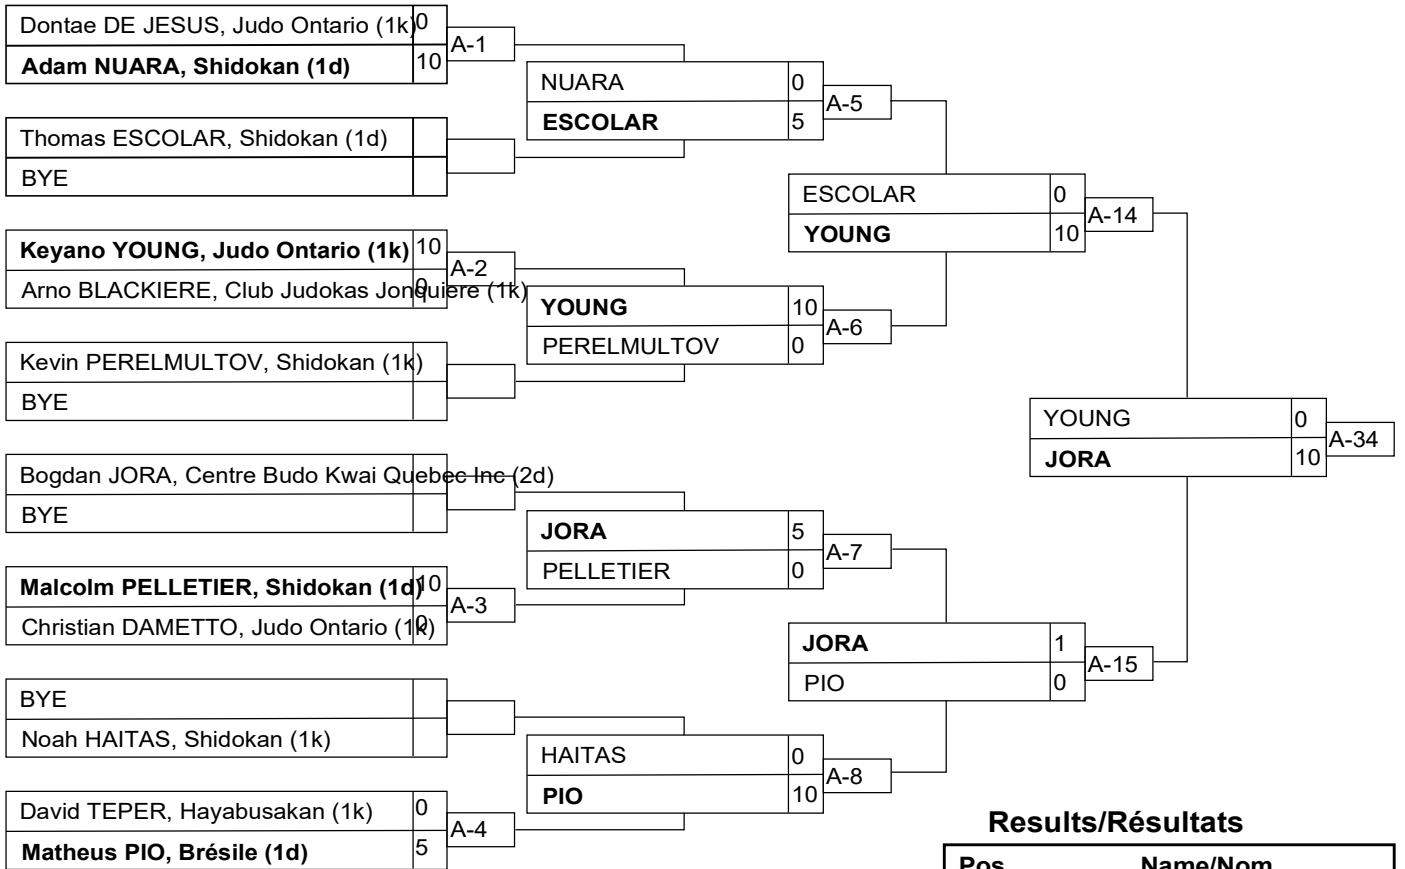 Dontae DE JESUS, Judo Ontario (1k) 0
A-1
Adam NUARA, Shidokan (1d) 10
Thomas ESCOLAR, Shidokan (1d)
BYE
Keyano YOUNG, Judo Ontario (1k) 10
A-2
Arno BLACKIERE, Club Judokas Jonquiere (1k) 0
Kevin PERELMULTOV, Shidokan (1k)
BYE
Bogdan JORA, Centre Budo Kwai Quebec Inc (2d)
BYE
Malcolm PELLETIER, Shidokan (1d) 10
A-3
Christian DAMETTO, Judo Ontario (1k) 0
BYE
Noah HAITAS, Shidokan (1k)
David TEPER, Hayabusakan (1k) 0
A-4
Matheus PIO, Brésile (1d) 5
NUARA 0
A-5
ESCOLAR 5
YOUNG 10
A-6
PERELMULTOV 0
JORA 5
A-7
PELLETIER 0
HAITAS 0
A-8
PIO 10
ESCOLAR 0
A-14
YOUNG 10
JORA 1
A-15
PIO 0
YOUNG 0
A-34
JORA 10
Results/Résultats
Pos Name/Nom